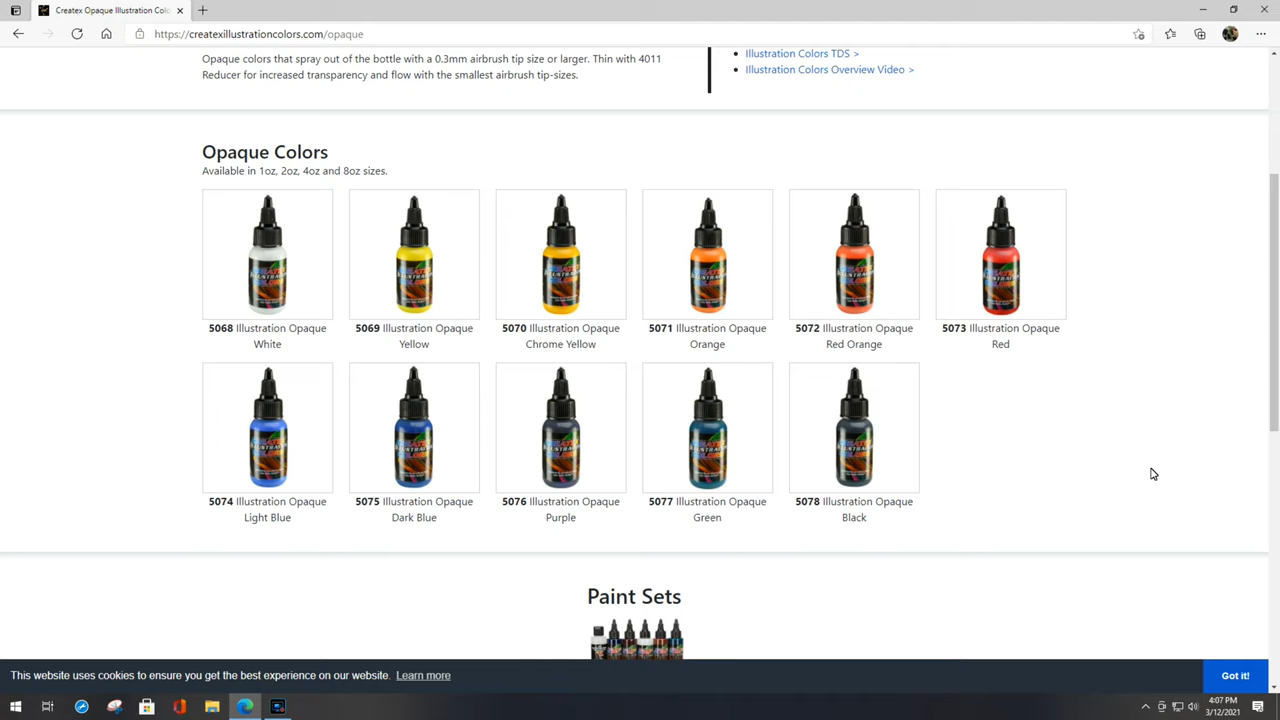 Createx Opaque Illustration Colo
https://createxillustrationcolors.com/opaque
Opaque colors that spray out of the bottle with a 0.3mm airbrush tip size or larger. Thin with 4011
Reducer for increased transparency and flow with the smallest airbrush tip-sizes.
Illustration Colors TDS >
Illustration Colors Overview Video >
Opaque Colors
Available in 1oz, 2oz, 4oz and 8oz sizes.
5068 Illustration Opaque
White
5069 Illustration Opaque
Yellow
5070 Illustration Opaque
Chrome Yellow
5071 Illustration Opaque
Orange
5072 Illustration Opaque
Red Orange
5073 Illustration Opaque
Red
5074 Illustration Opaque
Light Blue
5075 Illustration Opaque
Dark Blue
5076 Illustration Opaque
Purple
5077 Illustration Opaque
Green
5078 Illustration Opaque
Black
Paint Sets
This website uses cookies to ensure you get the best experience on our website. Learn more
Got it!
4:07 PM
3/12/2021